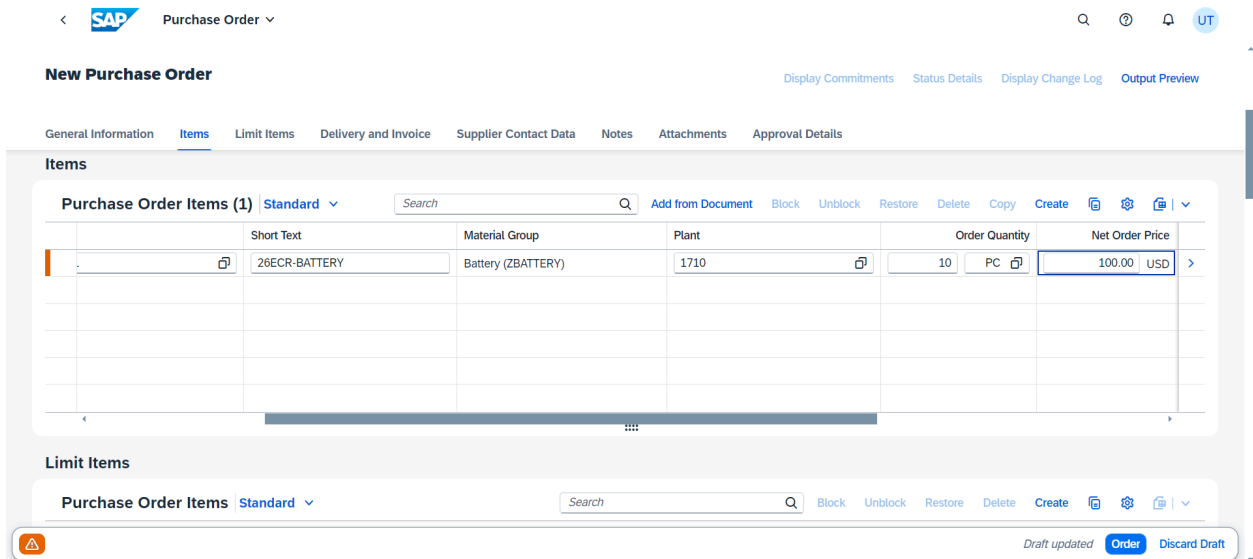 SAP Purchase Order UT
New Purchase Order
Display Commitments Status Details Display Change Log Output Preview
General Information Items Limit Items Delivery and Invoice Supplier Contact Data Notes Attachments Approval Details
Items
Purchase Order Items (1) Standard Search Add from Document Block Unblock Restore Delete Copy Create
Short Text Material Group Plant Order Quantity Net Order Price
26ECR-BATTERY Battery (ZBATTERY) 1710 10 PC 100.00 USD
Limit Items
Purchase Order Items Standard Search Block Unblock Restore Delete Create
Draft updated Order Discard Draft